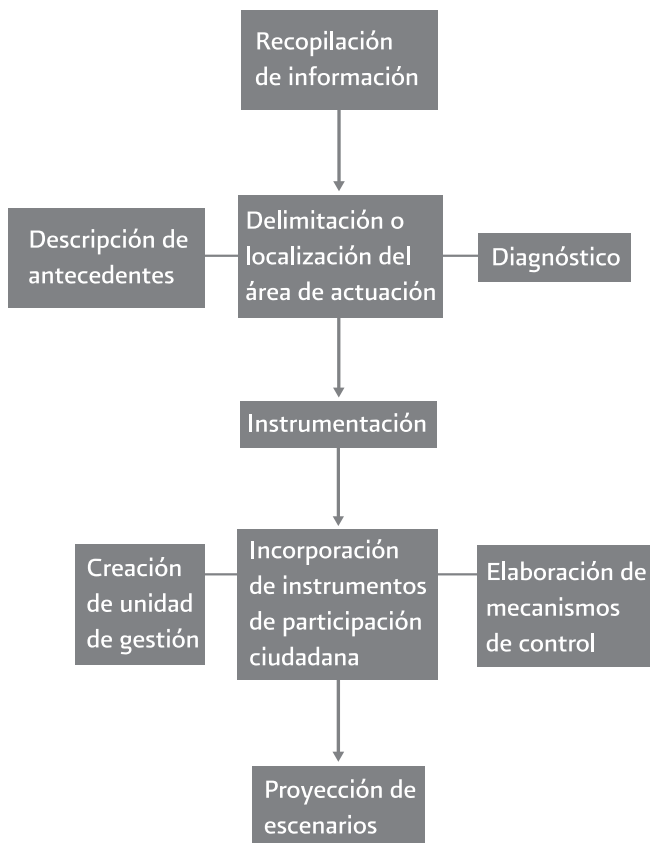 Recopilación
de información
Descripción de
antecedentes
Delimitación o
localización del
área de actuación
Diagnóstico
Instrumentación
Creación
de unidad
de gestión
Incorporación
de instrumentos
de participación
ciudadana
Elaboración de
mecanismos
de control
Proyección de
escenarios